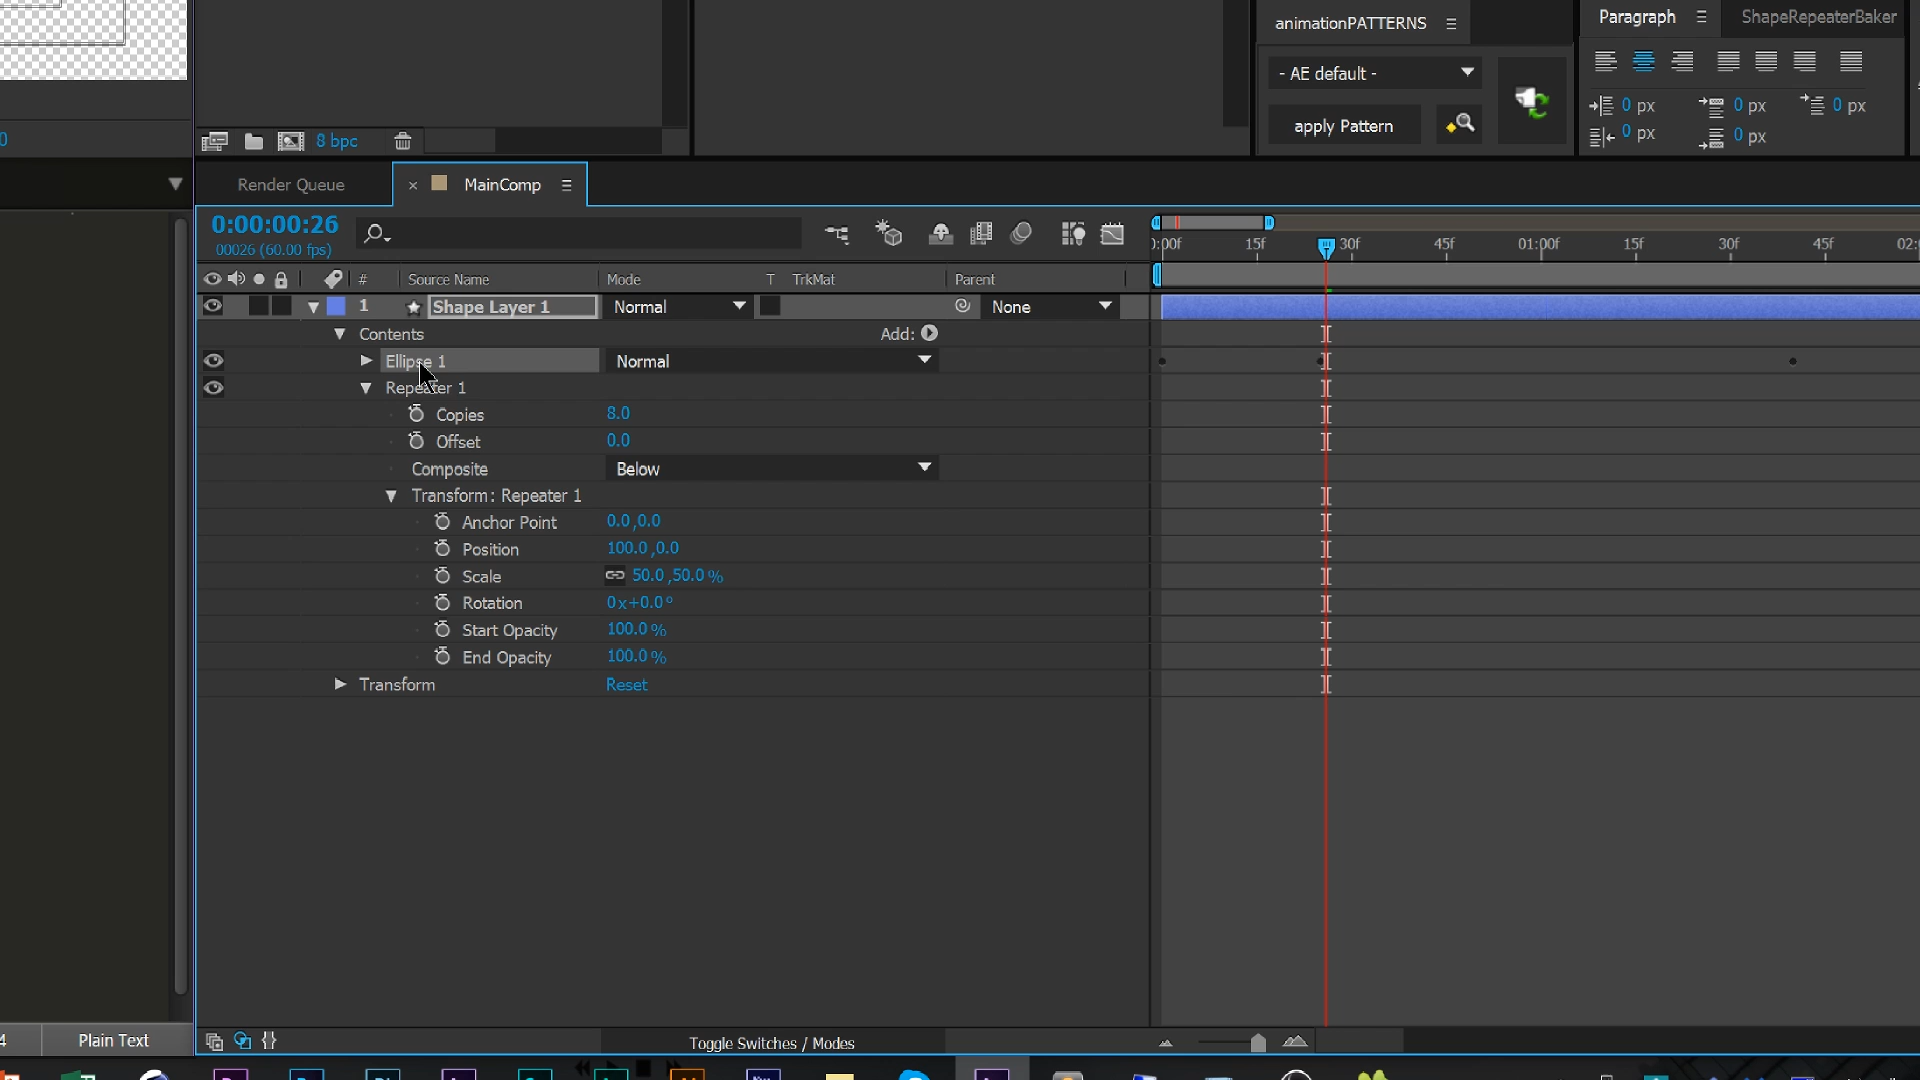 animationPATTERNS
Paragraph
ShapeRepeaterBaker
- AE default -
apply Pattern
0 px
0 px
0 px
0 px
0 px
8 bpc
0
Render Queue
× MainComp
0:00:00:26
00026 (60.00 fps)
0:00f 15f 30f 45f 01:00f 15f 30f 45f 02:
# Source Name Mode T TrkMat Parent
1 Shape Layer 1 Normal None
Contents Add:
Ellipse 1 Normal
Repeater 1
Copies 8.0
Offset 0.0
Composite Below
Transform: Repeater 1
Anchor Point 0.0,0.0
Position 100.0,0.0
Scale 50.0,50.0 %
Rotation 0x+0.0°
Start Opacity 100.0 %
End Opacity 100.0 %
Transform Reset
4 Plain Text
Toggle Switches / Modes